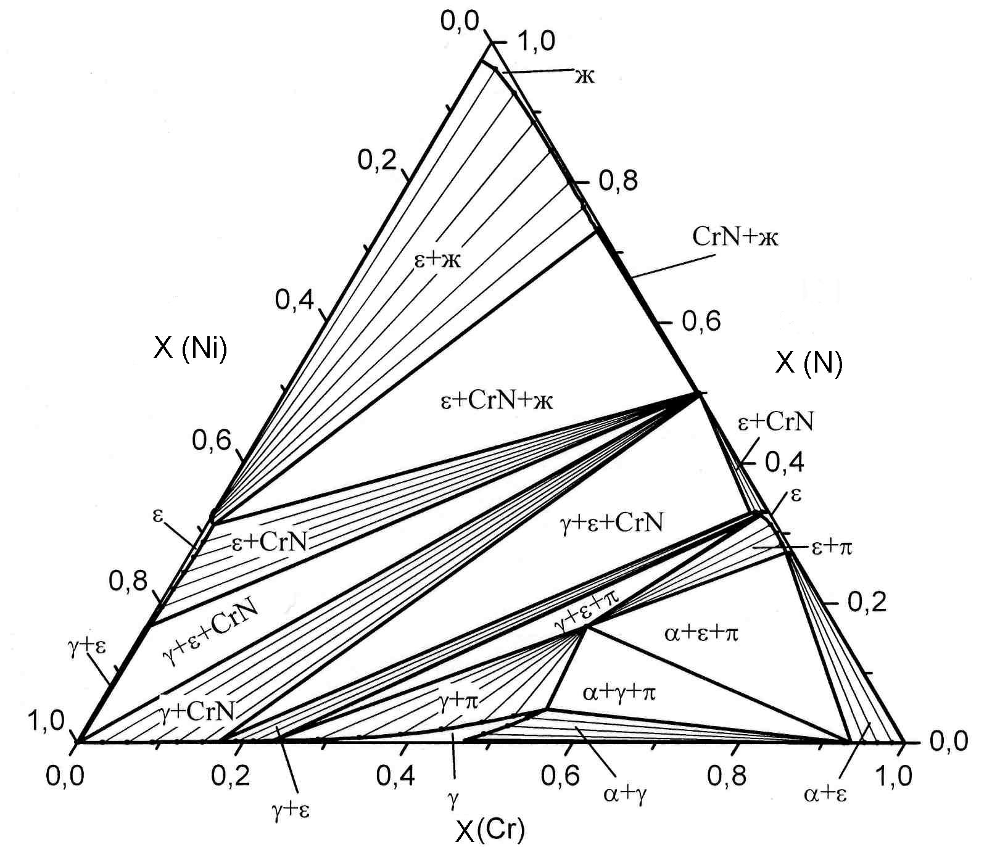 0,0
1,0
ж
0,2
0,8
CrN+ж
ε+ж
0,4
0,6
X (Ni)
X (N)
ε+CrN+ж
ε+CrN
0,6
0,4
ε
ε
γ+ε+CrN
ε+CrN
ε+π
0,8
0,2
γ+ε+π
γ+ε+CrN
α+ε+π
γ+ε
γ+π
α+γ+π
γ+CrN
1,0
0,0
0,0
0,2
0,4
0,6
0,8
1,0
γ+ε
γ
α+γ
α+ε
X(Cr)